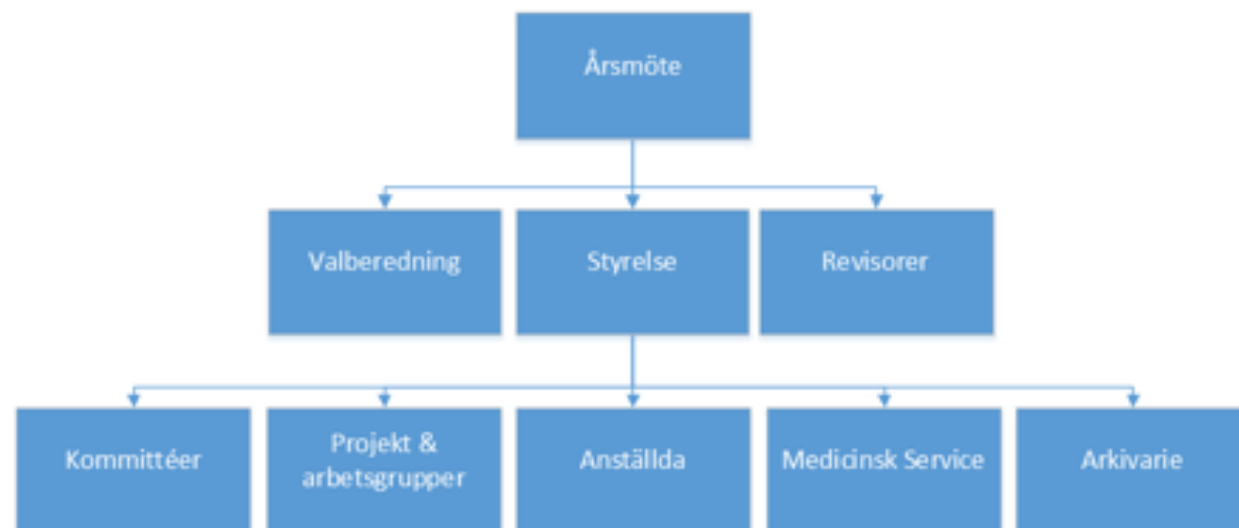 Årsmöte
Valberedning
Styrelse
Revisorer
Kommittéer
Projekt &
arbetsgrupper
Anställda
Medicinsk Service
Arkivarie